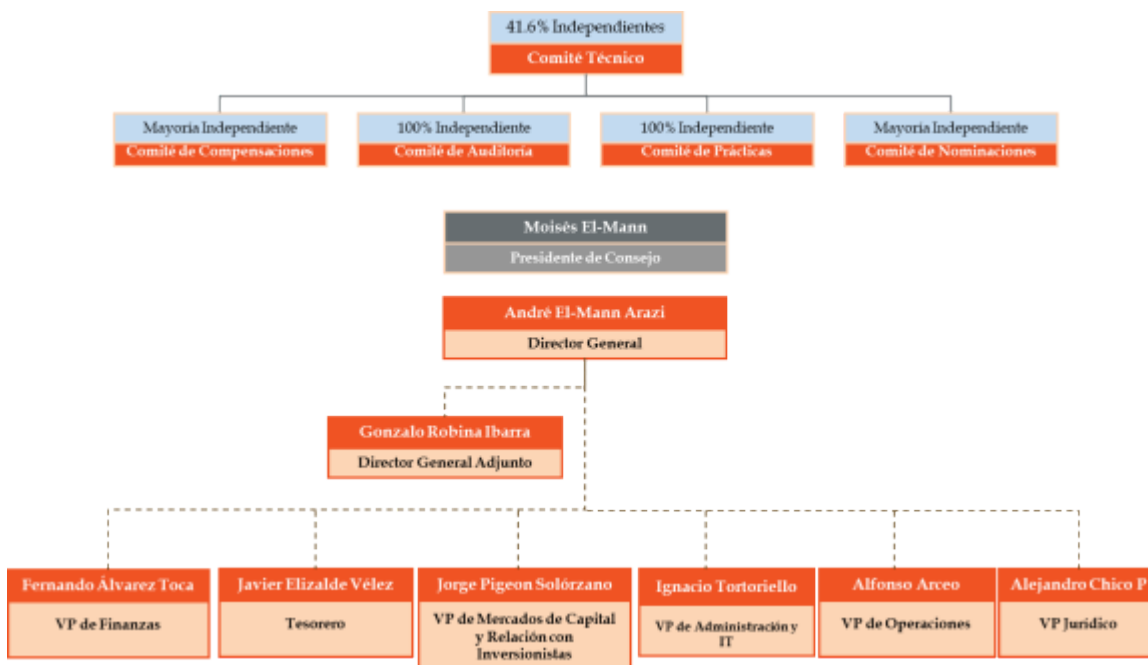 41.6% Independientes
Comité Técnico
Mayoría Independiente
Comité de Compensaciones
100% Independiente
Comité de Auditoría
100% Independiente
Comité de Prácticas
Mayoría Independiente
Comité de Nominaciones
Moisés El-Mann
Presidente de Consejo
André El-Mann Arazi
Director General
Gonzalo Robina Ibarra
Director General Adjunto
Fernando Álvarez Toca
VP de Finanzas
Javier Elizalde Vélez
Tesorero
Jorge Pigeon Solórzano
VP de Mercados de Capital
y Relación con
Inversionistas
Ignacio Tortoriello
VP de Administración y
IT
Alfonso Arceo
VP de Operaciones
Alejandro Chico P
VP Jurídico